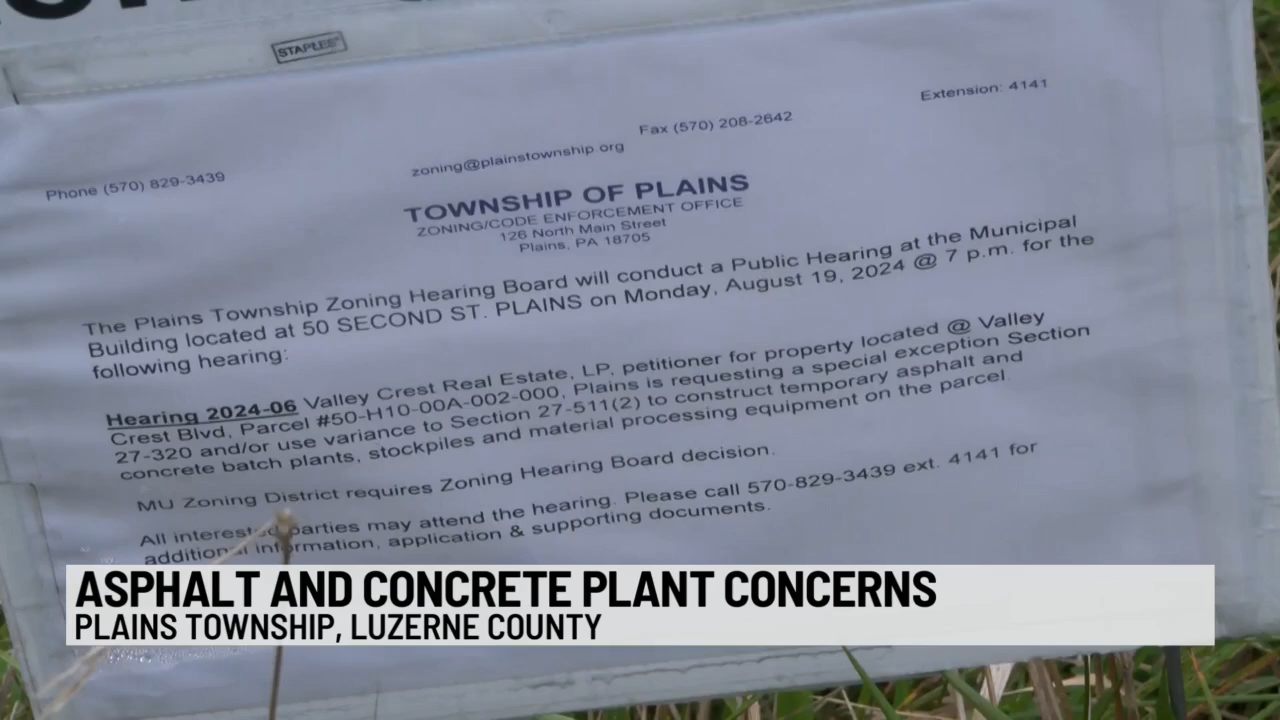 STAPLES
Extension: 4141
Fax (570) 208-2642
zoning@plainstownship.org
Phone (570) 829-3439
TOWNSHIP OF PLAINS
ZONING/CODE ENFORCEMENT OFFICE
126 North Main Street
Plains, PA 18705
The Plains Township Zoning Hearing Board will conduct a Public Hearing at the Municipal
Building located at 50 SECOND ST. PLAINS on Monday, August 19, 2024 @ 7 p.m. for the
following hearing:
Hearing 2024-06 Valley Crest Real Estate, LP, petitioner for property located @ Valley
Crest Blvd, Parcel #50-H10-00A-002-000, Plains is requesting a special exception Section
27-320 and/or use variance to Section 27-511(2) to construct temporary asphalt and
concrete batch plants, stockpiles and material processing equipment on the parcel.
MU Zoning District requires Zoning Hearing Board decision.
All interested parties may attend the hearing. Please call 570-829-3439 ext. 4141 for
additional information, application & supporting documents.
ASPHALT AND CONCRETE PLANT CONCERNS
PLAINS TOWNSHIP, LUZERNE COUNTY